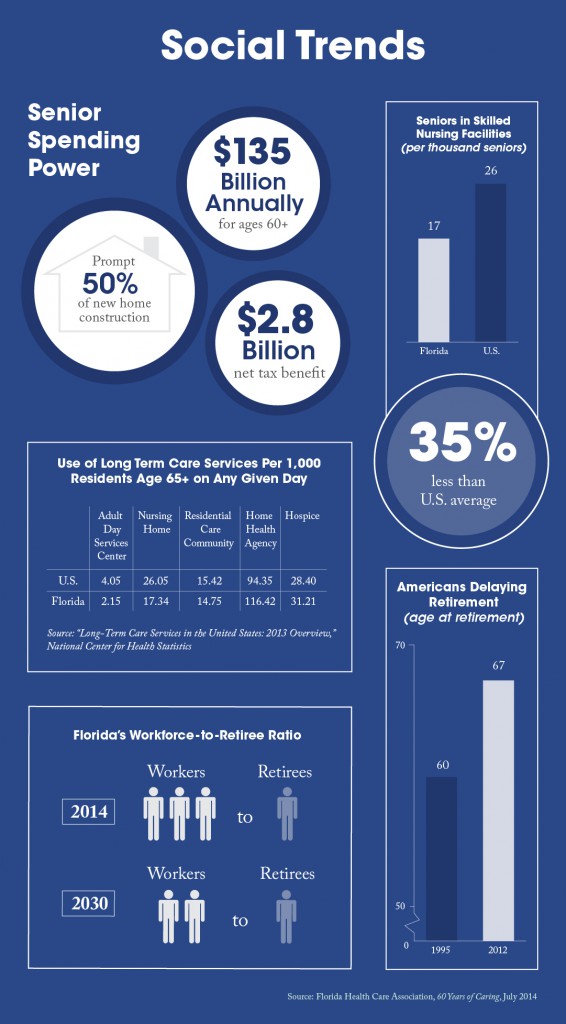 Social Trends
Senior
Spending
Power
$135
Billion
Annually
for ages 60+
Prompt
50%
of new home
construction
$2.8
Billion
net tax benefit
Seniors in Skilled
Nursing Facilities
(per thousand seniors)
26
17
Florida U.S.
35%
less than
U.S. average
Use of Long Term Care Services Per 1,000
Residents Age 65+ on Any Given Day
Adult Nursing Residential Home Hospice
Day Home Care Health
Services Community Agency
Center
U.S. 4.05 26.05 15.42 94.35 28.40
Florida 2.15 17.34 14.75 116.42 31.21
Source: "Long-Term Care Services in the United States: 2013 Overview,"
National Center for Health Statistics
Americans Delaying
Retirement
(age at retirement)
70
67
60
50
0
1995 2012
Florida's Workforce-to-Retiree Ratio
Workers Retirees
2014 to
Workers Retirees
2030 to
Source: Florida Health Care Association, 60 Years of Caring, July 2014